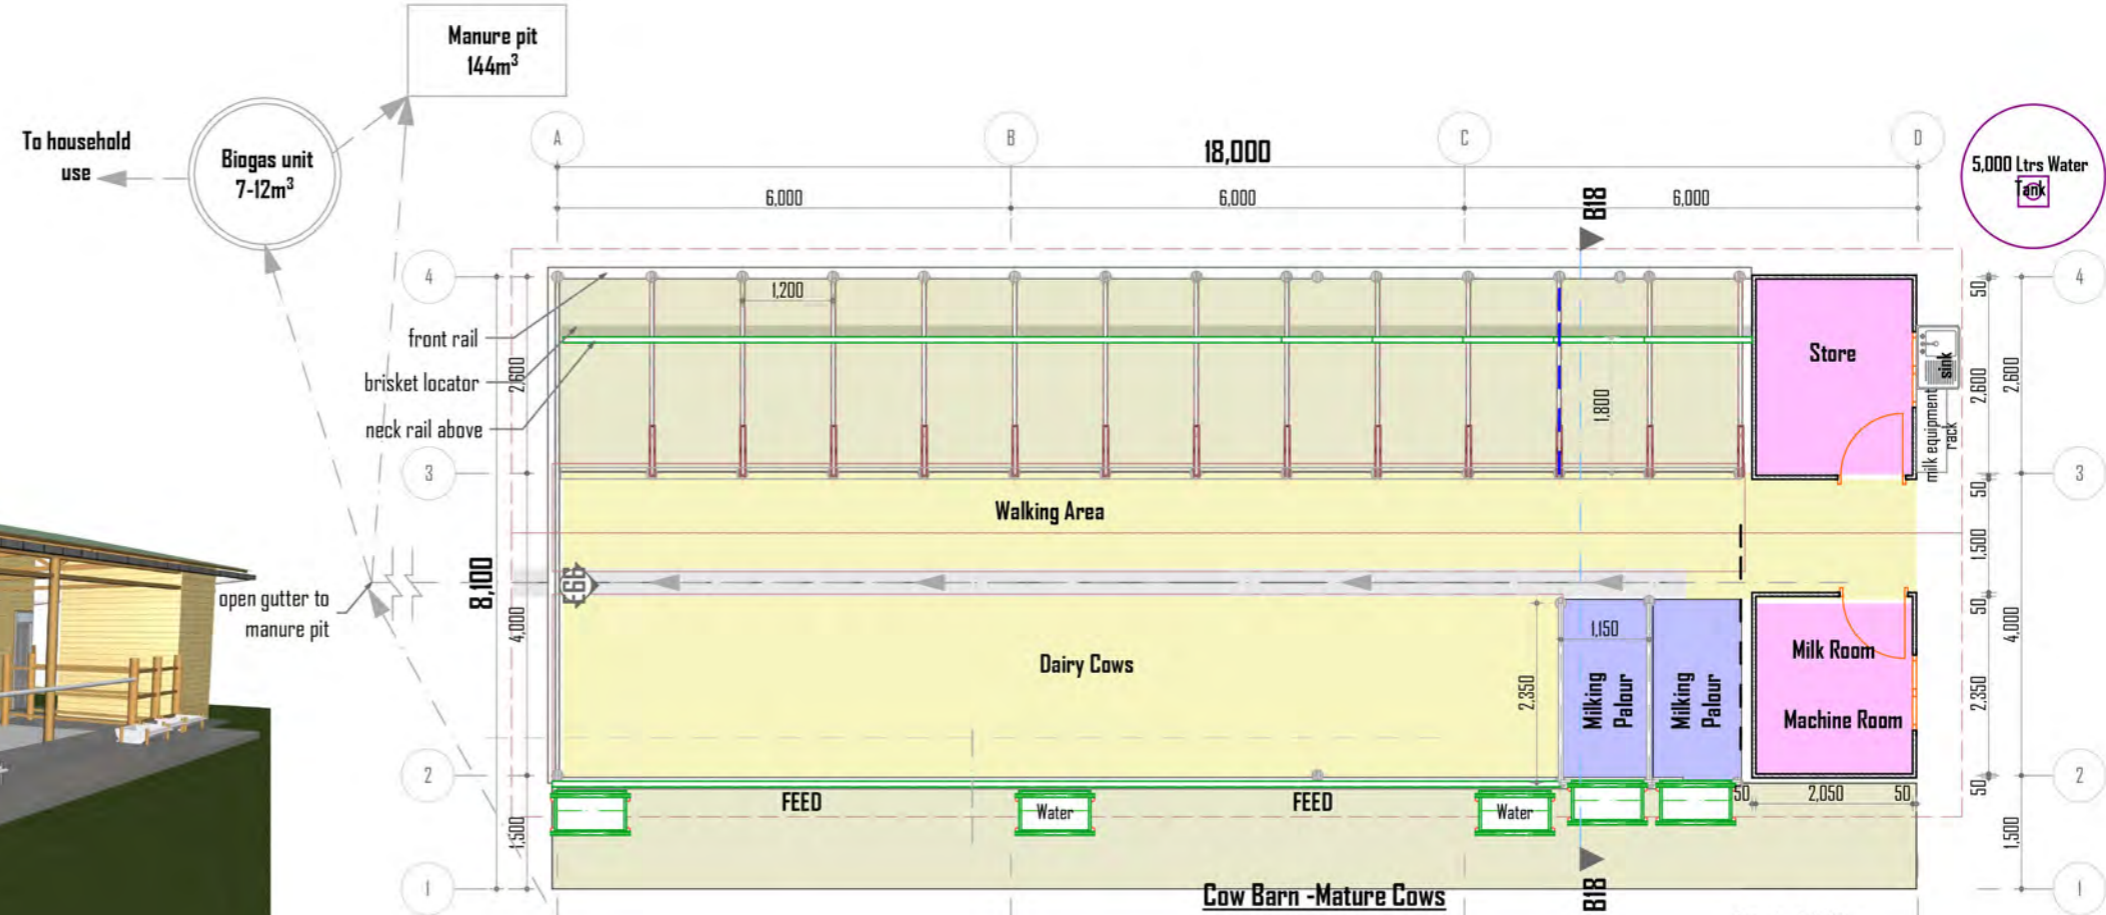 Manure pit
144m³
To household
use
Biogas unit
7-12m³
A
B
C
D
18,000
6,000
6,000
6,000
B18
5,000 Ltrs Water
Tank
4
4
front rail
brisket locator
neck rail above
1,200
2,600
1,800
Store
sink
milk equipment
rack
50
2,600
2,600
3
3
Walking Area
50
1,500
8,100
open gutter to
manure pit
E66
4,000
Dairy Cows
2,350
1,150
Milking
Palour
Milking
Palour
Milk Room
Machine Room
50
4,000
2,350
2
2
FEED
FEED
Water
Water
50
2,050
50
50
1,500
1,500
1
1
Cow Barn -Mature Cows
B18